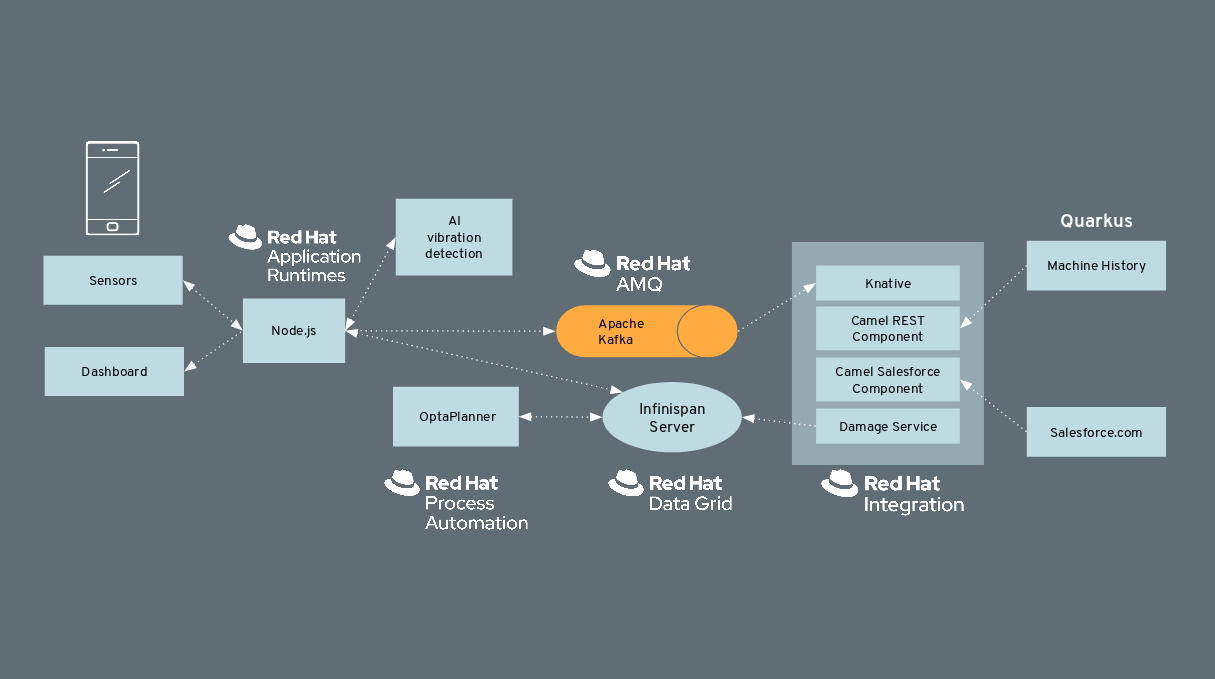 Sensors
Dashboard
Red Hat
Application
Runtimes
Node.js
AI
vibration
detection
Red Hat
AMQ
Apache
Kafka
OptaPlanner
Red Hat
Process
Automation
Infinispan
Server
Red Hat
Data Grid
Knative
Camel REST
Component
Camel Salesforce
Component
Damage Service
Red Hat
Integration
Quarkus
Machine History
Salesforce.com